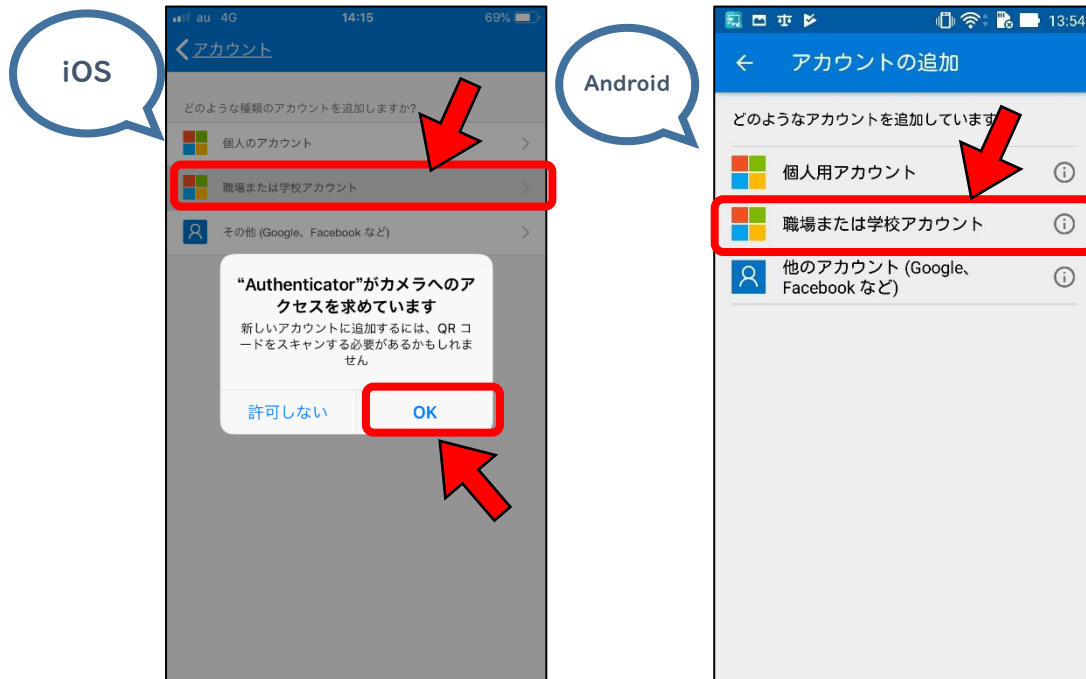 iOS
au 4G 14:15 69%
アカウント
どのような種類のアカウントを追加しますか?
個人のアカウント
職場または学校アカウント
その他 (Google、Facebook など)
“Authenticator”がカメラへのア
クセスを求めています
新しいアカウントに追加するには、QR コ
ードをスキャンする必要があるかもしれま
せん
許可しない OK
Android
13:54
アカウントの追加
どのようなアカウントを追加しています
個人用アカウント
職場または学校アカウント
他のアカウント (Google、
Facebook など)